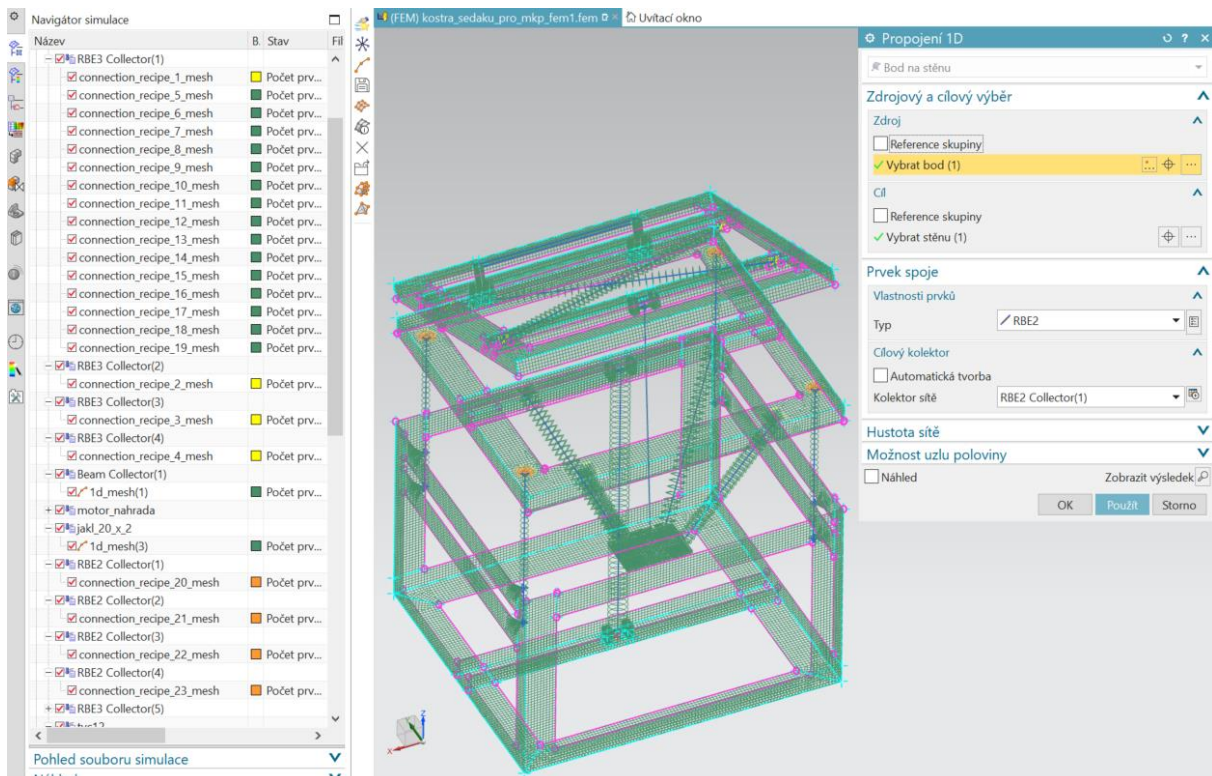 Navigátor simulace
Název B. Stav Fil
RBE3 Collector(1)
connection_recipe_1_mesh Počet prv...
connection_recipe_5_mesh Počet prv...
connection_recipe_6_mesh Počet prv...
connection_recipe_7_mesh Počet prv...
connection_recipe_8_mesh Počet prv...
connection_recipe_9_mesh Počet prv...
connection_recipe_10_mesh Počet prv...
connection_recipe_11_mesh Počet prv...
connection_recipe_12_mesh Počet prv...
connection_recipe_13_mesh Počet prv...
connection_recipe_14_mesh Počet prv...
connection_recipe_15_mesh Počet prv...
connection_recipe_16_mesh Počet prv...
connection_recipe_17_mesh Počet prv...
connection_recipe_18_mesh Počet prv...
connection_recipe_19_mesh Počet prv...
RBE3 Collector(2)
connection_recipe_2_mesh Počet prv...
RBE3 Collector(3)
connection_recipe_3_mesh Počet prv...
RBE3 Collector(4)
connection_recipe_4_mesh Počet prv...
Beam Collector(1)
1d_mesh(1) Počet prv...
motor_nahrada
jakl_20_x_2
1d_mesh(3) Počet prv...
RBE2 Collector(1)
connection_recipe_20_mesh Počet prv...
RBE2 Collector(2)
connection_recipe_21_mesh Počet prv...
RBE2 Collector(3)
connection_recipe_22_mesh Počet prv...
RBE2 Collector(4)
connection_recipe_23_mesh Počet prv...
RBE3 Collector(5)
Pohled souboru simulace
(FEM) kostra_sedaku_pro_mkp_fem1.fem
Uvítací okno
X
Z
Propojení 1D
Bod na stěnu
Zdrojový a cílový výběr
Zdroj
Reference skupiny
Vybrat bod (1)
Cíl
Reference skupiny
Vybrat stěnu (1)
Prvek spoje
Vlastnosti prvků
Typ RBE2
Cílový kolektor
Automatická tvorba
Kolektor sítě RBE2 Collector(1)
Hustota sítě
Možnost uzlu poloviny
Náhled Zobrazit výsledek
OK Použít Storno